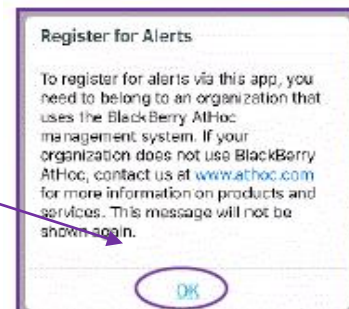 Register for Alerts
To register for alerts via this app, you
need to belong to an organization that
uses the BlackBerry AtHoc
management system. If your
organization does not use BlackBerry
AtHoc, contact us at www.athoc.com
for more information on products and
services. This message will not be
shown again.
OK